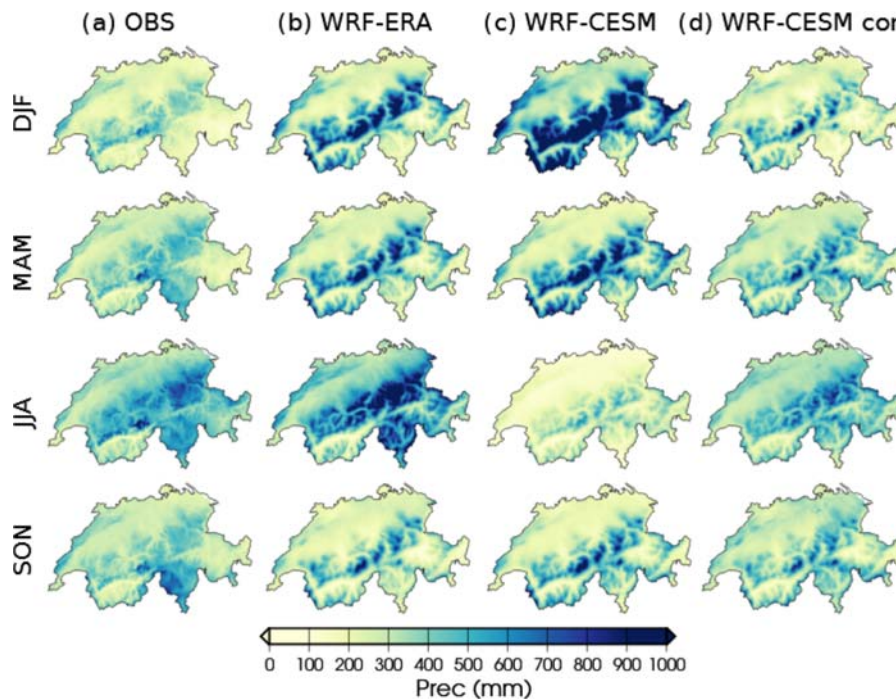 (a) OBS (b) WRF-ERA (c) WRF-CESM (d) WRF-CESM cor
DJF
MAM
JJA
SON
0 100 200 300 400 500 600 700 800 900 1000
Prec (mm)